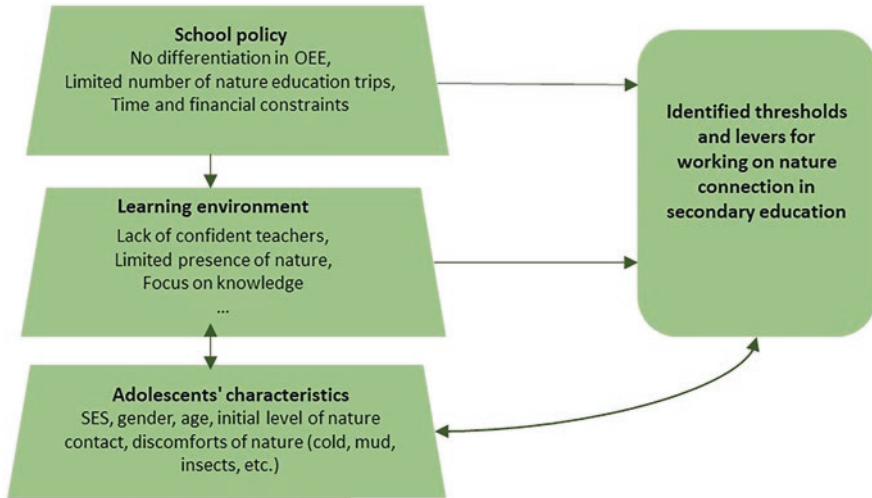 School policy
No differentiation in OEE,
Limited number of nature education trips,
Time and financial constraints
Learning environment
Lack of confident teachers,
Limited presence of nature,
Focus on knowledge
...
Adolescents' characteristics
SES, gender, age, initial level of nature
contact, discomforts of nature (cold, mud,
insects, etc.)
Identified thresholds
and levers for
working on nature
connection in
secondary education